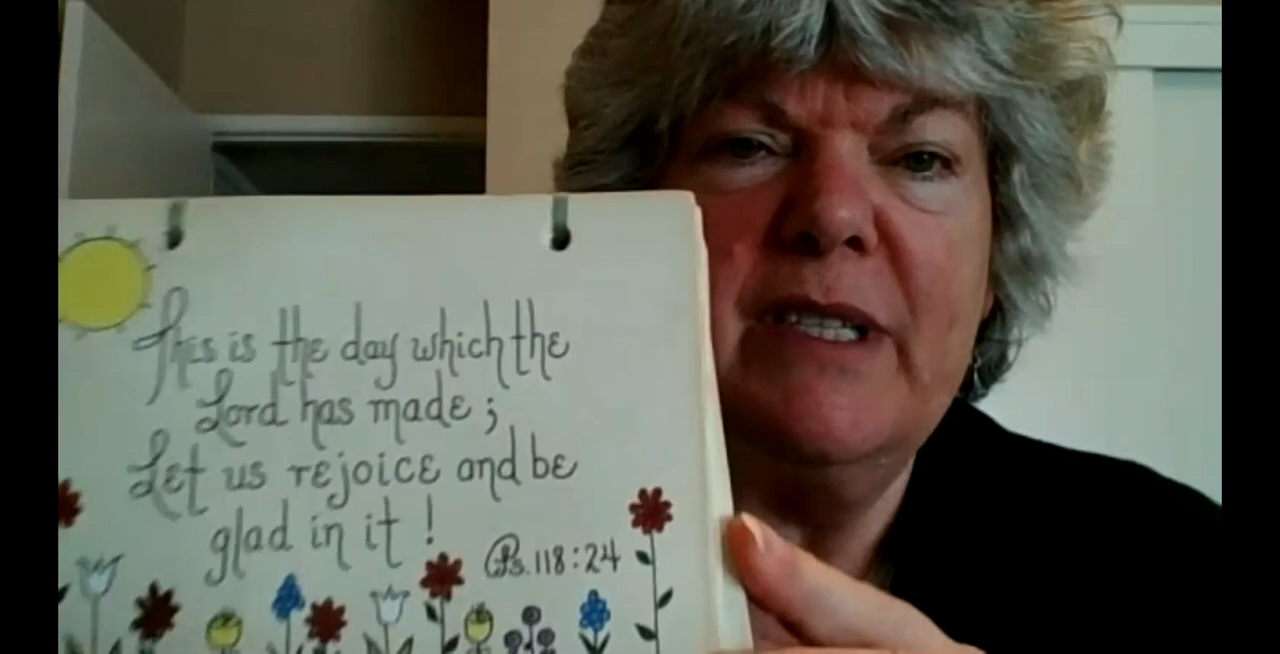 This is the day which the
Lord has made;
Let us rejoice and be
glad in it!
Ps. 118:24